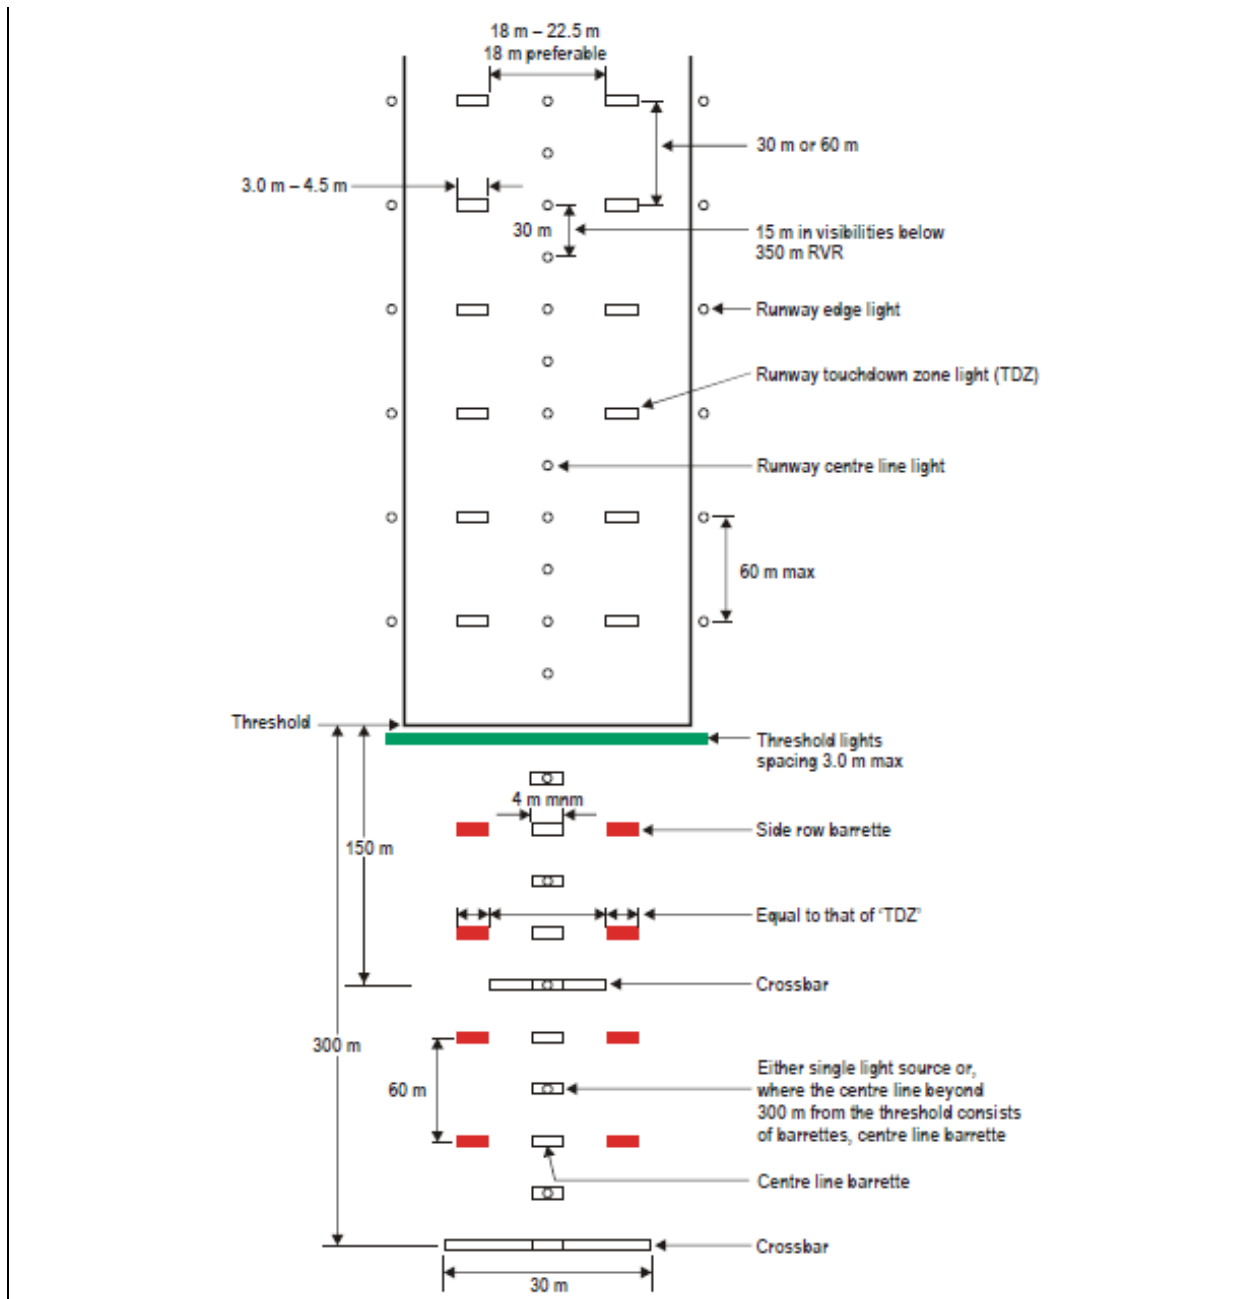 18 m – 22.5 m
18 m preferable
30 m or 60 m
3.0 m – 4.5 m
30 m
15 m in visibilities below
350 m RVR
Runway edge light
Runway touchdown zone light (TDZ)
Runway centre line light
60 m max
Threshold
Threshold lights
spacing 3.0 m max
4 m mnm
Side row barrette
150 m
Equal to that of 'TDZ'
Crossbar
300 m
60 m
Either single light source or,
where the centre line beyond
300 m from the threshold consists
of barrettes, centre line barrette
Centre line barrette
Crossbar
30 m